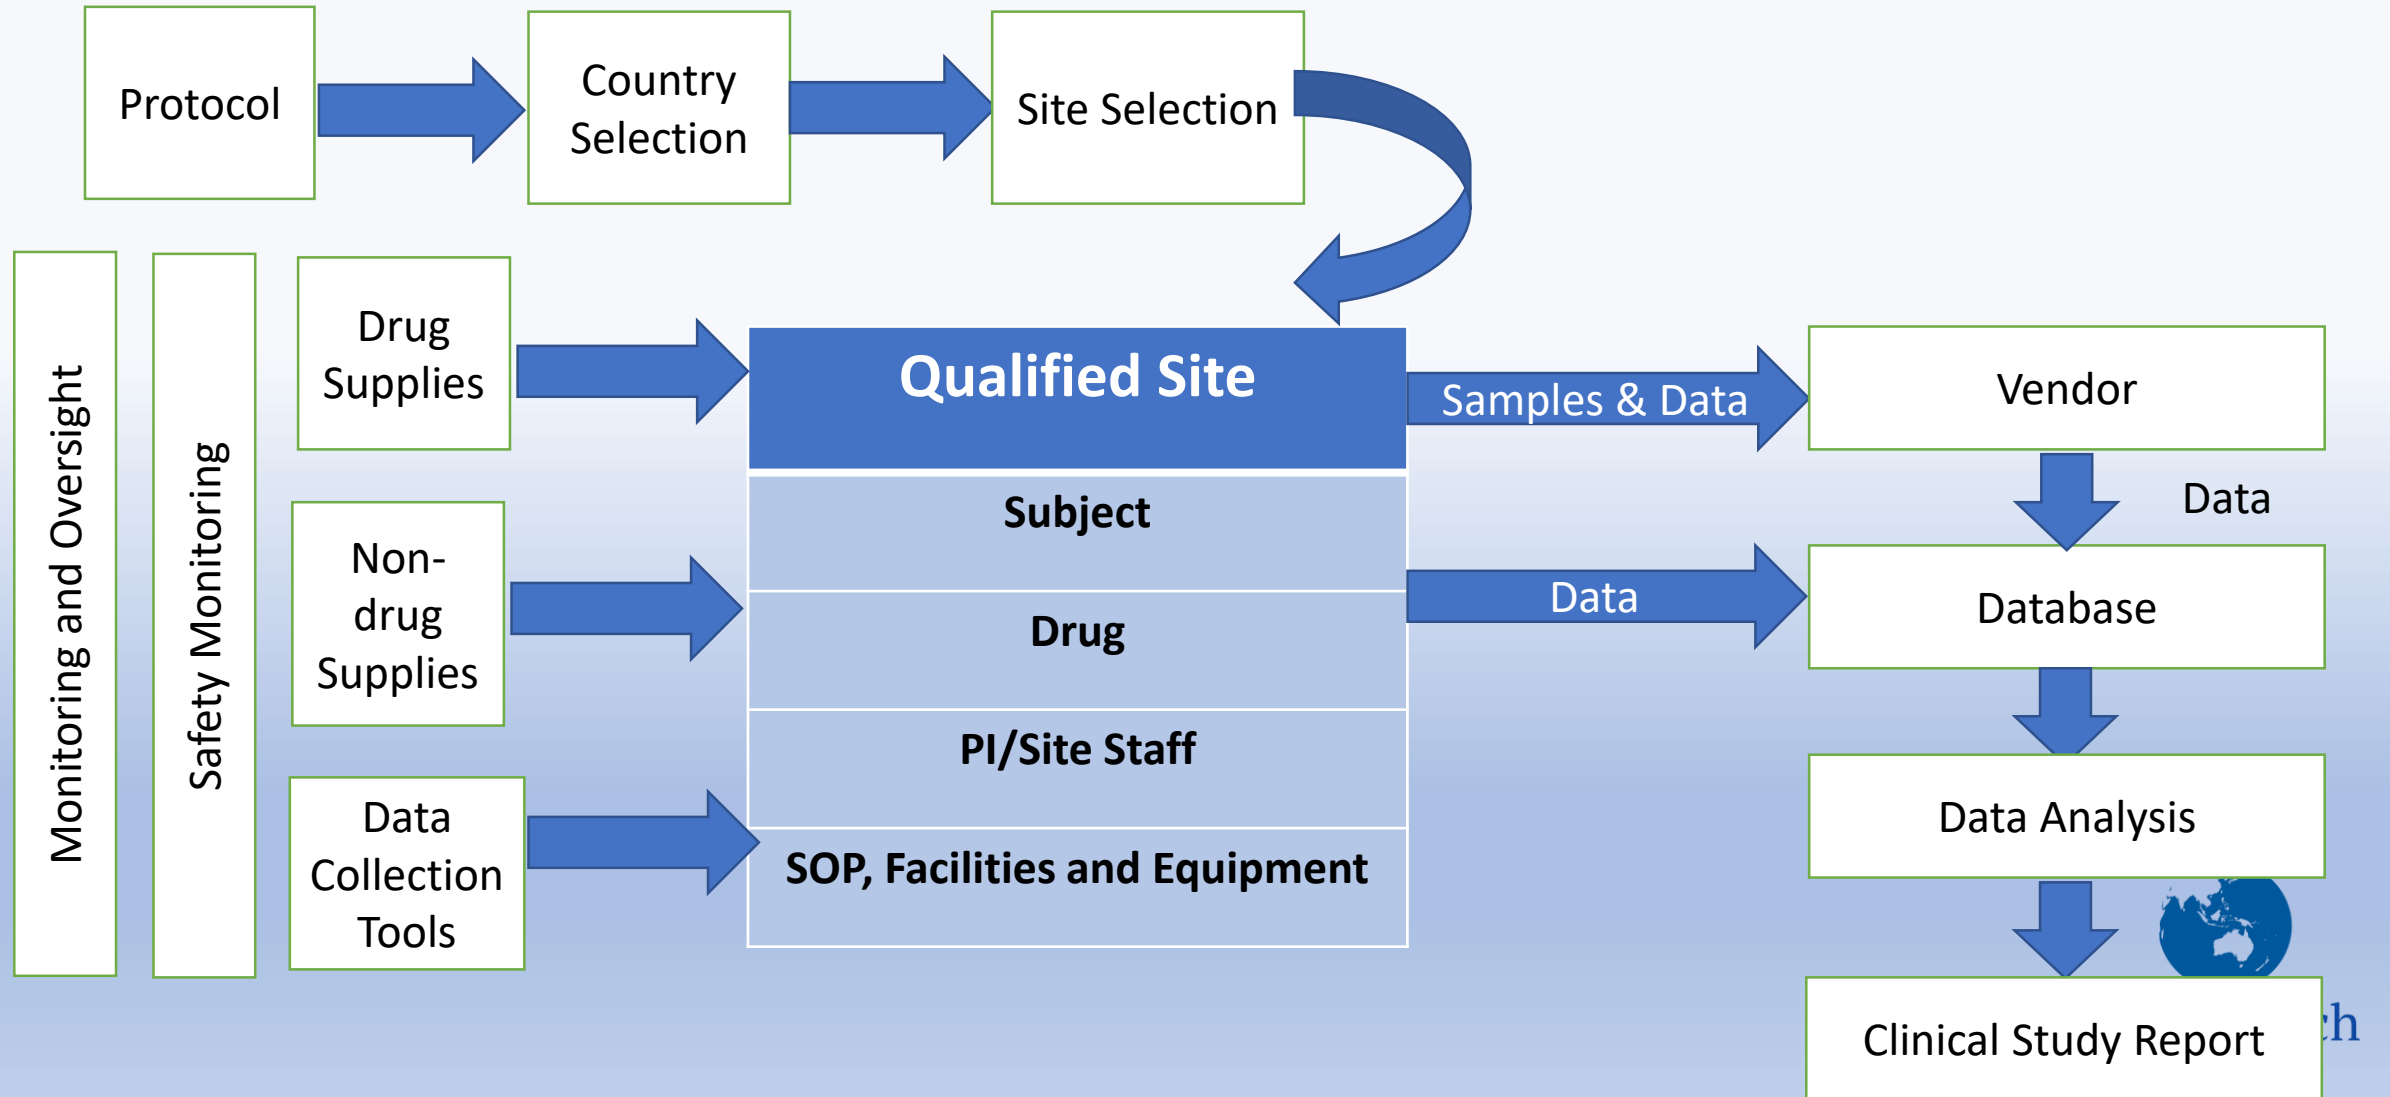 Protocol
Country
Selection
Site Selection
Monitoring and Oversight
Safety Monitoring
Drug
Supplies
Non-
drug
Supplies
Data
Collection
Tools
Qualified Site
Subject
Drug
PI/Site Staff
SOP, Facilities and Equipment
Samples & Data
Data
Vendor
Data
Database
Data Analysis
Clinical Study Report